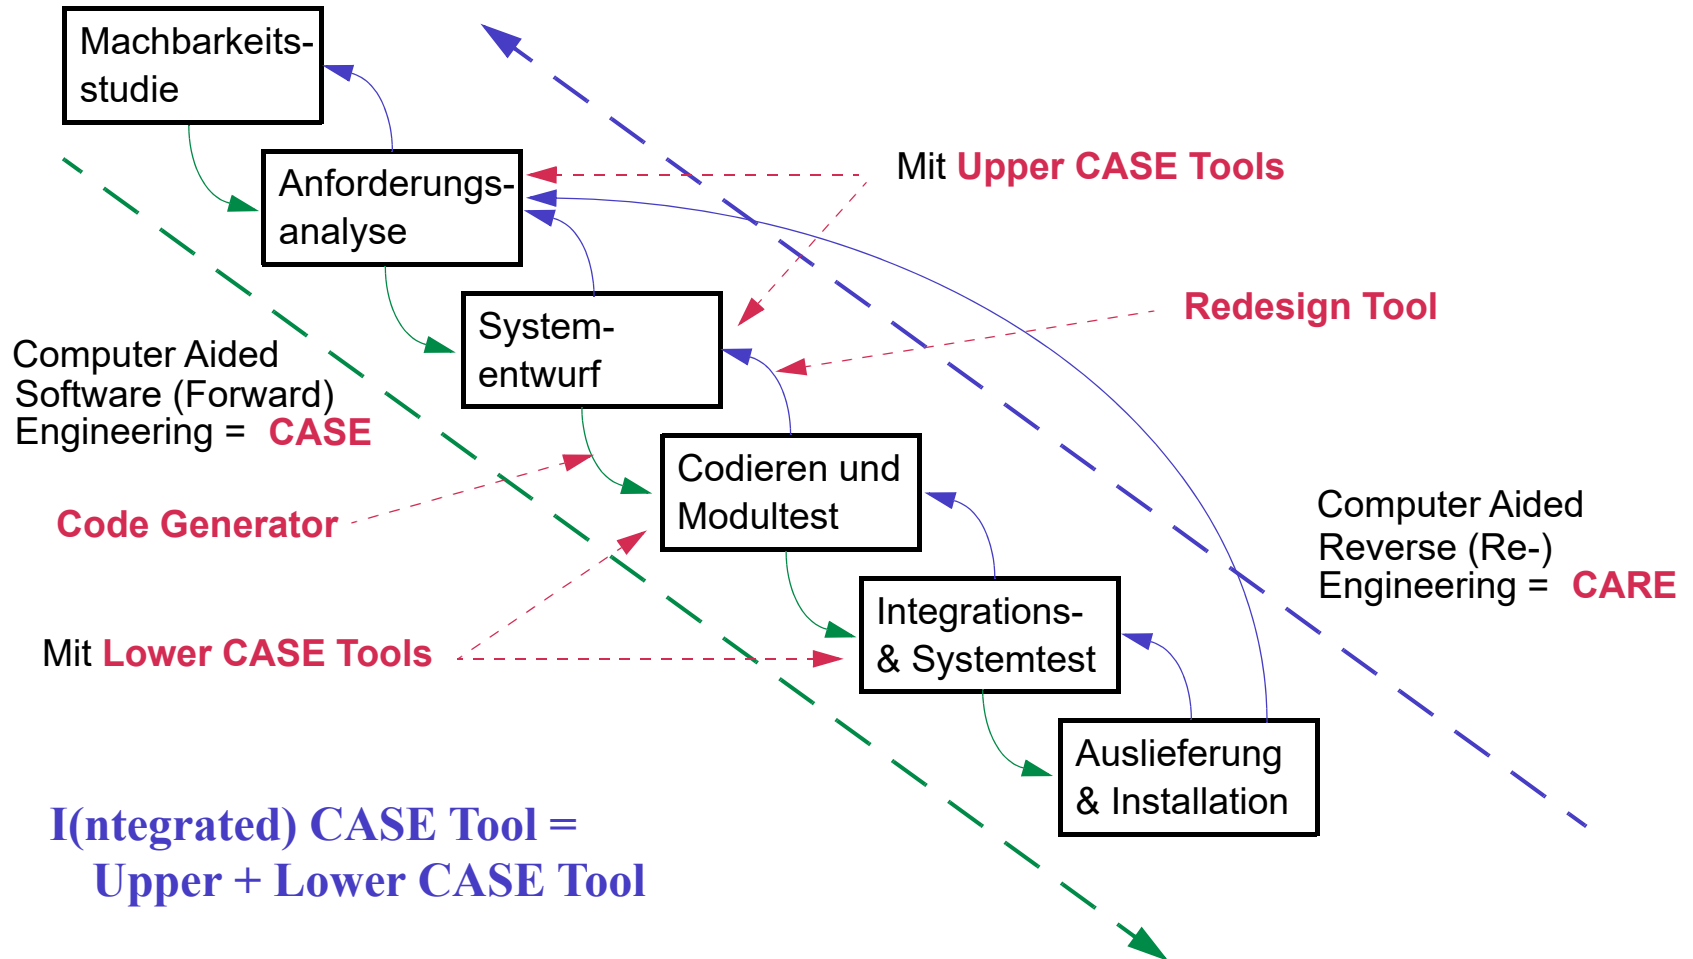 Machbarkeits-
studie
Anforderungs-
analyse
Mit Upper CASE Tools
System-
entwurf
Redesign Tool
Computer Aided
Software (Forward)
Engineering = CASE
Codieren und
Modultest
Code Generator
Computer Aided
Reverse (Re-)
Engineering = CARE
Integrations-
& Systemtest
Mit Lower CASE Tools
Auslieferung
& Installation
I(ntegrated) CASE Tool =
Upper + Lower CASE Tool